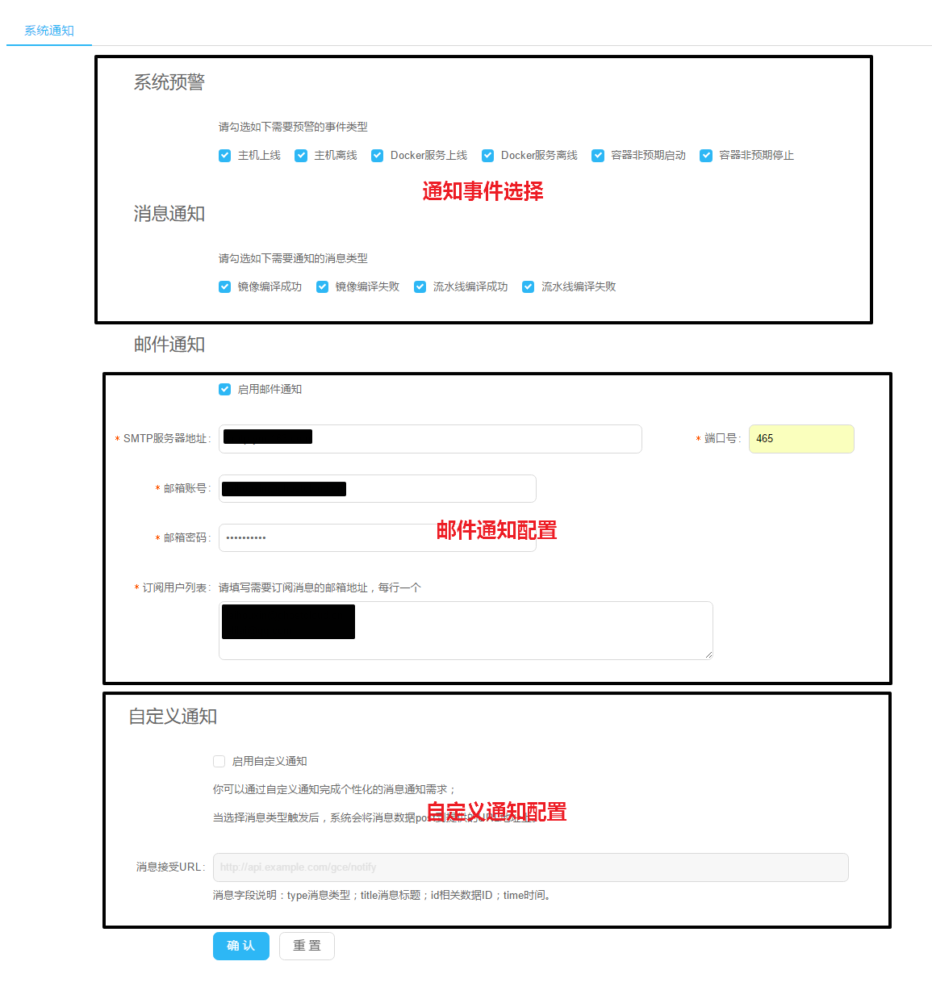 系统通知
系统预警
请勾选如下需要预警的事件类型
主机上线 主机离线 Docker服务上线 Docker服务离线 容器非预期启动 容器非预期停止
通知事件选择
消息通知
请勾选如下需要通知的消息类型
镜像编译成功 镜像编译失败 流水线编译成功 流水线编译失败
邮件通知
启用邮件通知
* SMTP服务器地址: * 端口号: 465
* 邮箱账号:
邮件通知配置
* 邮箱密码: ••••••••••
* 订阅用户列表: 请填写需要订阅消息的邮箱地址，每行一个
自定义通知
启用自定义通知
你可以通过自定义通知完成个性化的消息通知需求；
自定义通知配置
当选择消息类型触发后，系统会将消息数据
消息接受URL: http://api.example.com/gce/notify
消息字段说明：type消息类型；title消息标题；id相关数据ID；time时间。
确 认 重 置